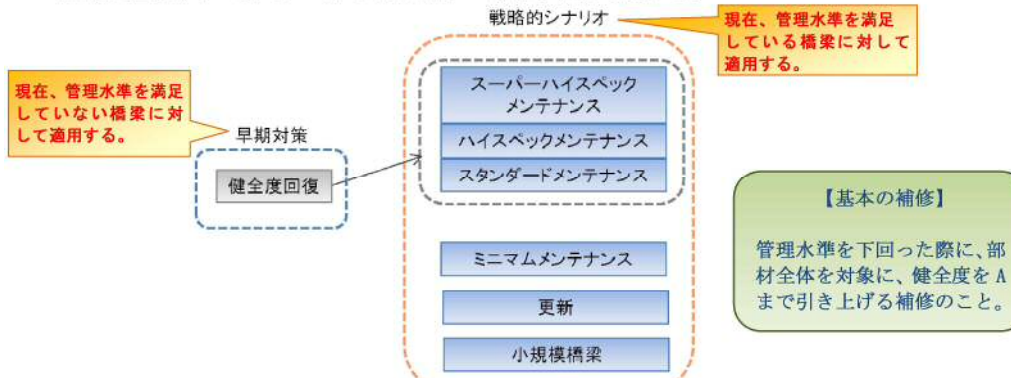 戦略的シナリオ
現在、管理水準を満足
している橋梁に対して
適用する。
現在、管理水準を満足
していない橋梁に対
して適用する。
早期対策
健全度回復
スーパーハイスペック
メンテナンス
ハイスペックメンテナンス
スタンダードメンテナンス
ミニマムメンテナンス
更新
小規模橋梁
【基本の補修】
管理水準を下回った際に、部
材全体を対象に、健全度を A
まで引き上げる補修のこと。